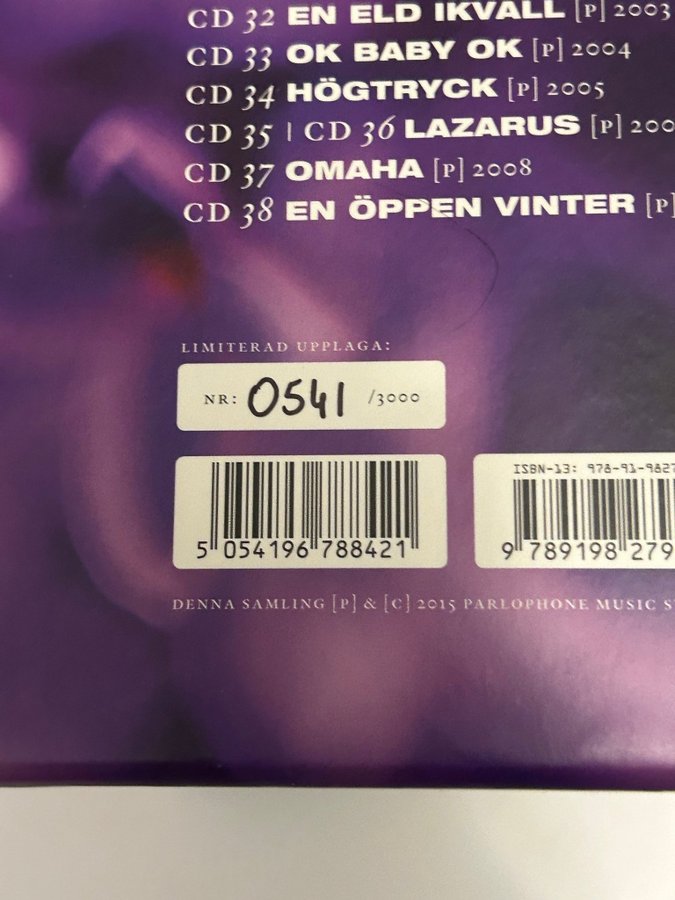 CD 32 EN ELD IKVÄLL [P] 2003
CD 33 OK BABY OK [P] 2004
CD 34 HÖGTRYCK [P] 2005
CD 35 | CD 36 LAZARUS [P]
CD 37 OMAHA [P] 2008
CD 38 EN ÖPPEN VINTER [P]
LIMITERAD UPPLAGA:
NR: 0541 /3000
ISBN-13: 978-91-9827
5 054196 788421
9 789198 279
DENNA SAMLING [P] & [C] 2015 PARLOPHONE MUSIC